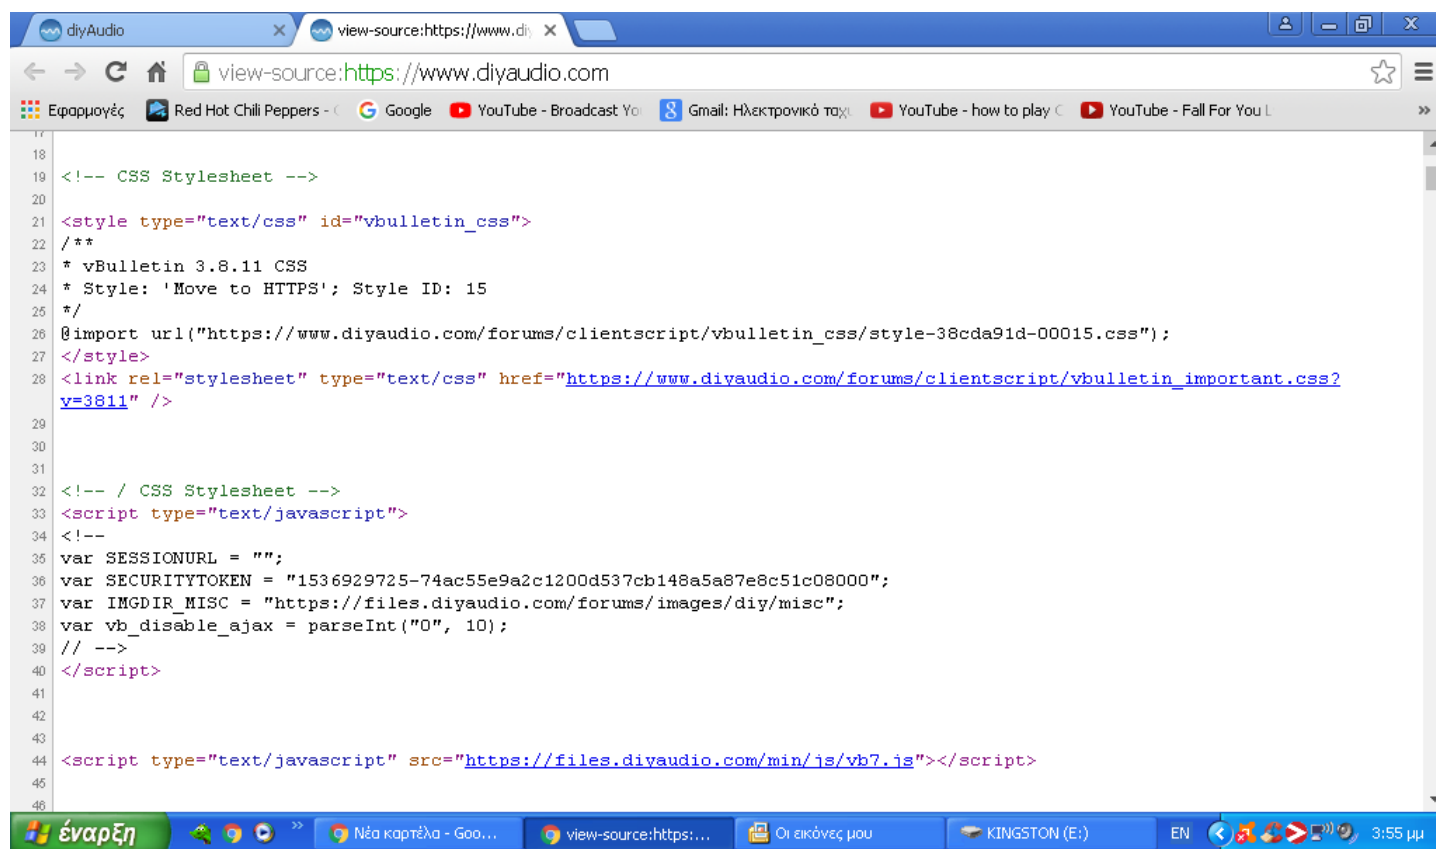 diyAudio
view-source:https://www.di
view-source:https://www.diyaudio.com
Εφαρμογές
Red Hot Chili Peppers -
Google
YouTube - Broadcast Yo
Gmail: Ηλεκτρονικό ταχ
YouTube - how to play
YouTube - Fall For You
»
17
18
19 <!-- CSS Stylesheet -->
20
21 <style type="text/css" id="vbulletin_css">
22 /**
23 * vBulletin 3.8.11 CSS
24 * Style: 'Move to HTTPS'; Style ID: 15
25 */
26 @import url("https://www.diyaudio.com/forums/clientscript/vbulletin_css/style-38cda91d-00015.css");
27 </style>
28 <link rel="stylesheet" type="text/css" href="https://www.diyaudio.com/forums/clientscript/vbulletin_important.css?
v=3811" />
29
30
31
32 <!-- / CSS Stylesheet -->
33 <script type="text/javascript">
34 <!--
35 var SESSIONURL = "";
36 var SECURITYTOKEN = "1536929725-74ac55e9a2c1200d537cb148a5a87e8c51c08000";
37 var IMGDIR_MISC = "https://files.diyaudio.com/forums/images/diy/misc";
38 var vb_disable_ajax = parseInt("0", 10);
39 // -->
40 </script>
41
42
43
44 <script type="text/javascript" src="https://files.diyaudio.com/min/js/vb7.js"></script>
45
46
έναρξη
»
Νέα καρτέλα - Goo...
view-source:https:...
Οι εικόνες μου
KINGSTON (E:)
EN
3:55 μμ